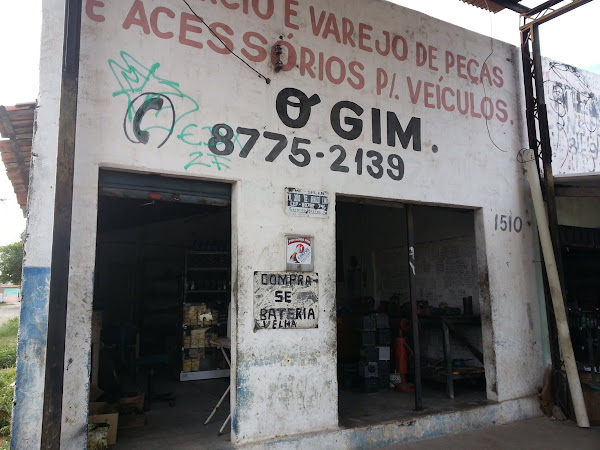 E VAREJO DE PEÇAS
E ACESSÓRIOS P/. VEÍCULOS.
O GIM.
8775-2139
1510
COMPRA
SE
BATERIA
VELHA